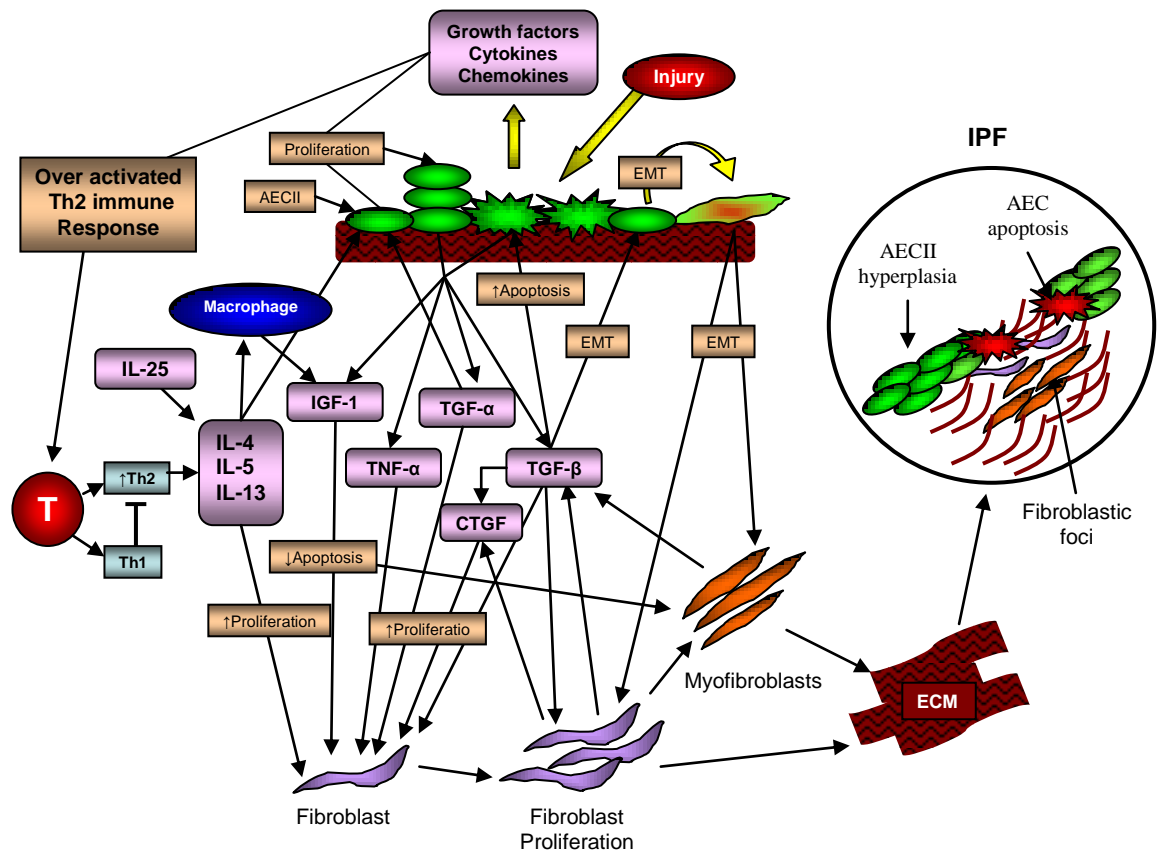 Growth factors
Cytokines
Chemokines
Injury
IPF
Proliferation
EMT
Over activated
Th2 immune
Response
AECII
AEC
apoptosis
AECII
hyperplasia
↑Apoptosis
Macrophage
EMT
EMT
IL-25
IGF-1
TGF-α
IL-4
IL-5
IL-13
TNF-α
TGF-β
T
↑Th2
CTGF
Fibroblastic
foci
Th1
↓Apoptosis
↑Proliferation
↑Proliferatio
Myofibroblasts
ECM
Fibroblast
Fibroblast
Proliferation